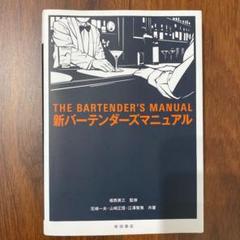 THE BARTENDER'S MANUAL
新バーテンダーズマニュアル
福西英三 監修
花崎一夫・山﨑正信・江澤智美 共著
柴田書店